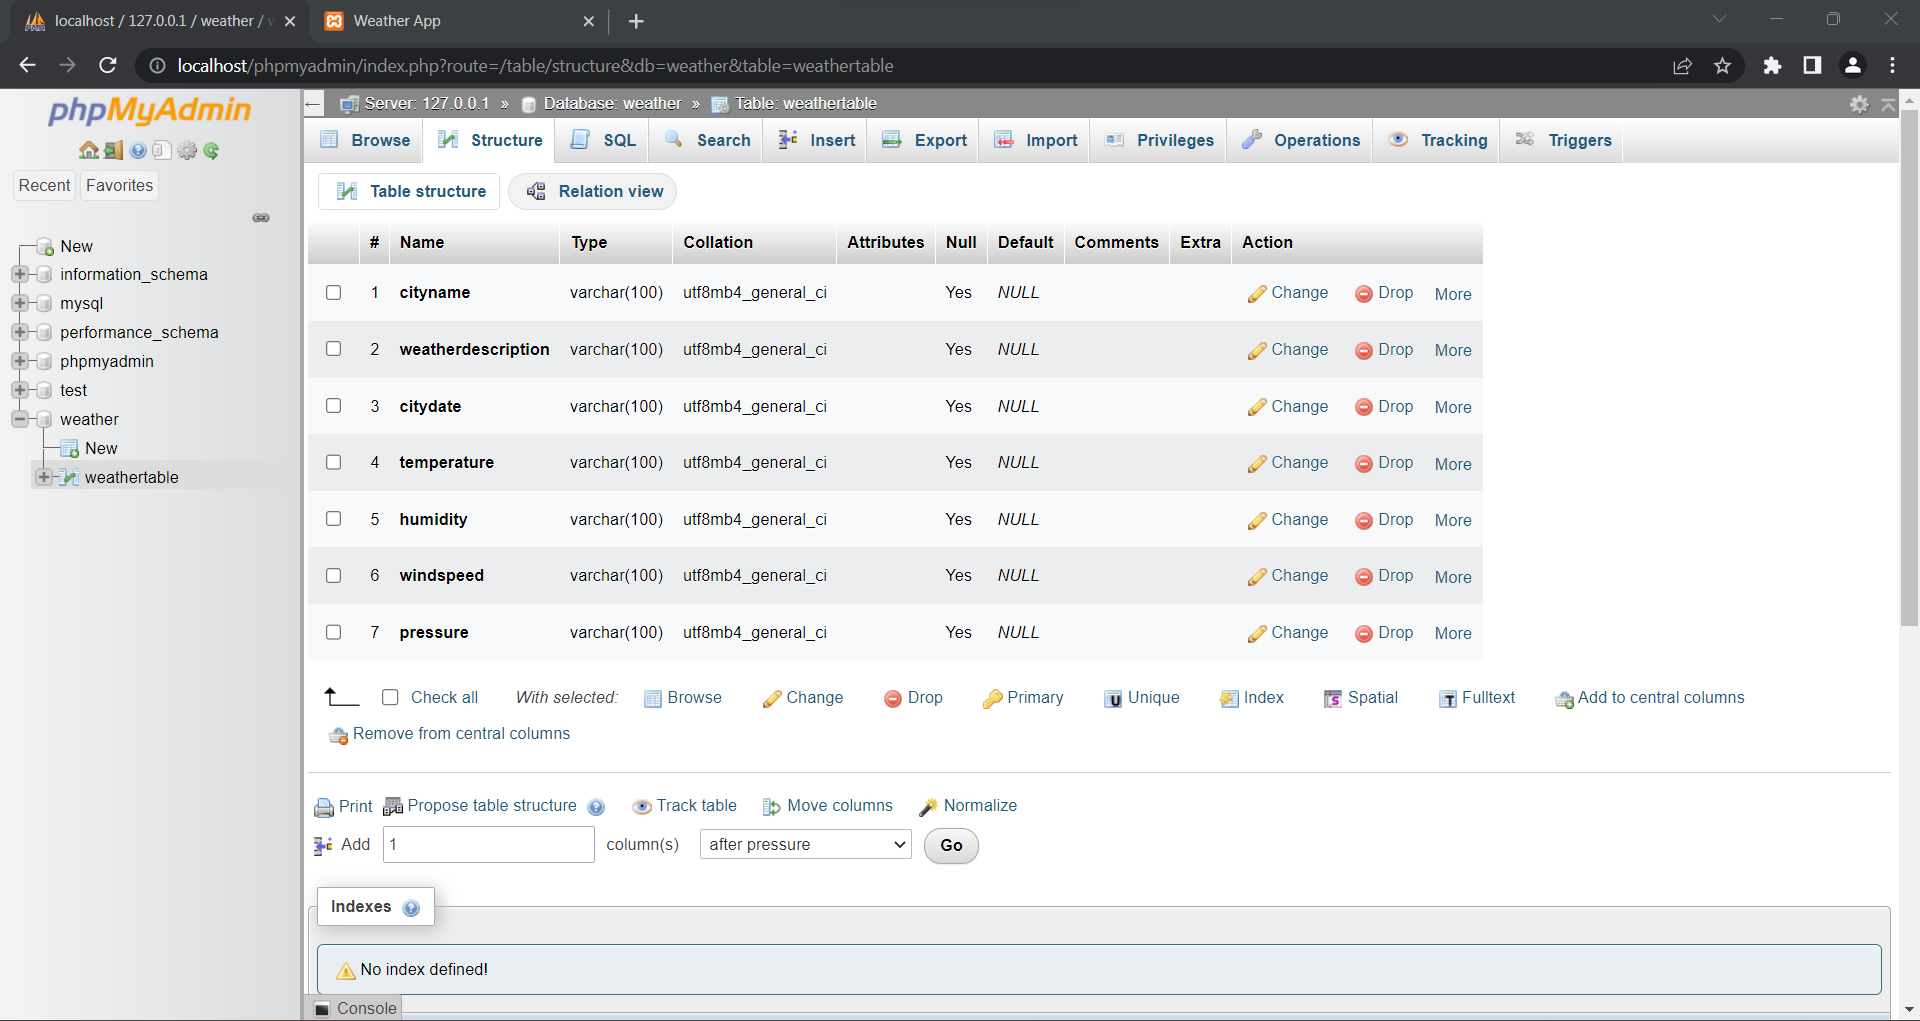 localhost / 127.0.0.1 / weather / w
Weather App
localhost/phpmyadmin/index.php?route=/table/structure&db=weather&table=weathertable
phpMyAdmin
Server: 127.0.0.1 » Database: weather » Table: weathertable
Browse Structure SQL Search Insert Export Import Privileges Operations Tracking Triggers
Recent Favorites
Table structure Relation view
New
information_schema
mysql
performance_schema
phpmyadmin
test
weather
New
weathertable
# Name Type Collation Attributes Null Default Comments Extra Action
1 cityname varchar(100) utf8mb4_general_ci Yes NULL Change Drop More
2 weatherdescription varchar(100) utf8mb4_general_ci Yes NULL Change Drop More
3 citydate varchar(100) utf8mb4_general_ci Yes NULL Change Drop More
4 temperature varchar(100) utf8mb4_general_ci Yes NULL Change Drop More
5 humidity varchar(100) utf8mb4_general_ci Yes NULL Change Drop More
6 windspeed varchar(100) utf8mb4_general_ci Yes NULL Change Drop More
7 pressure varchar(100) utf8mb4_general_ci Yes NULL Change Drop More
Check all With selected: Browse Change Drop Primary Unique Index Spatial Fulltext Add to central columns
Remove from central columns
Print Propose table structure Track table Move columns Normalize
Add 1 column(s) after pressure Go
Indexes
No index defined!
Console